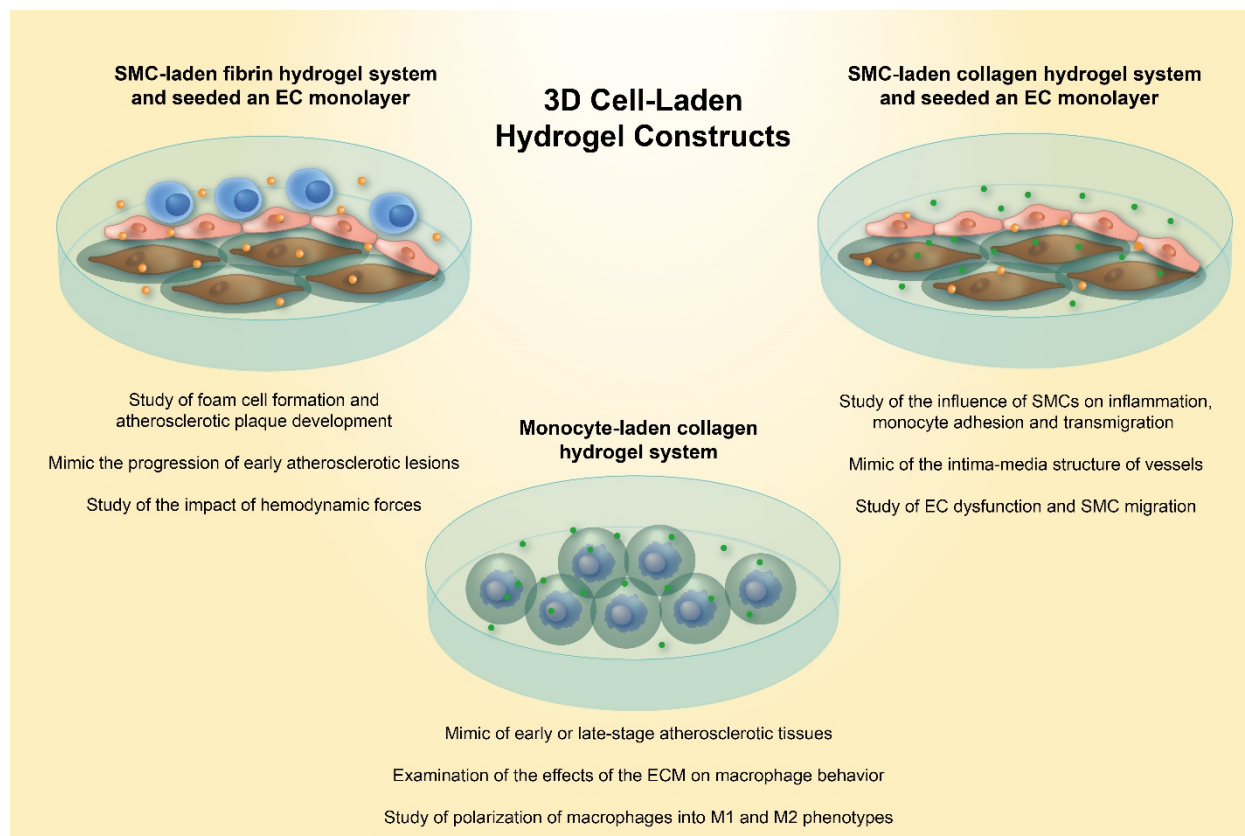 3D Cell-Laden
Hydrogel Constructs
SMC-laden fibrin hydrogel system
and seeded an EC monolayer
Study of foam cell formation and
atherosclerotic plaque development
Mimic the progression of early atherosclerotic lesions
Study of the impact of hemodynamic forces
SMC-laden collagen hydrogel system
and seeded an EC monolayer
Study of the influence of SMCs on inflammation,
monocyte adhesion and transmigration
Mimic of the intima-media structure of vessels
Study of EC dysfunction and SMC migration
Monocyte-laden collagen
hydrogel system
Mimic of early or late-stage atherosclerotic tissues
Examination of the effects of the ECM on macrophage behavior
Study of polarization of macrophages into M1 and M2 phenotypes